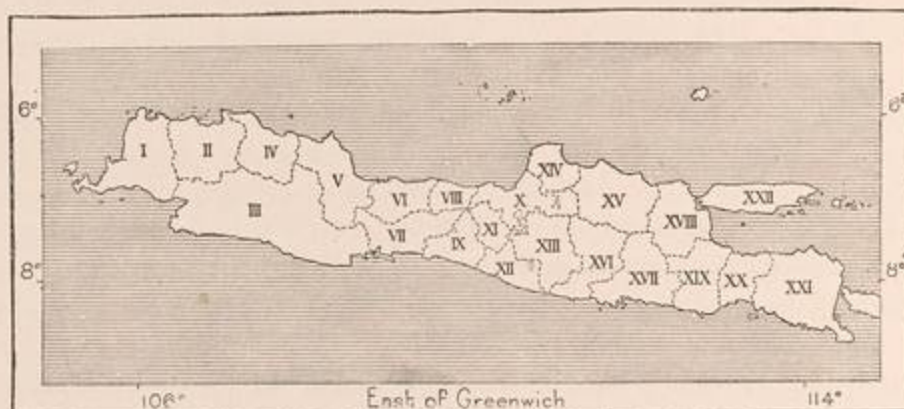 6° 6°
XIV
I II IV
V XV XXII
VI VIII X
III XVIII
VII XI
IX XIII
XII XVI XVII XIX XX XXI
8° 8°
106° East of Greenwich 114°